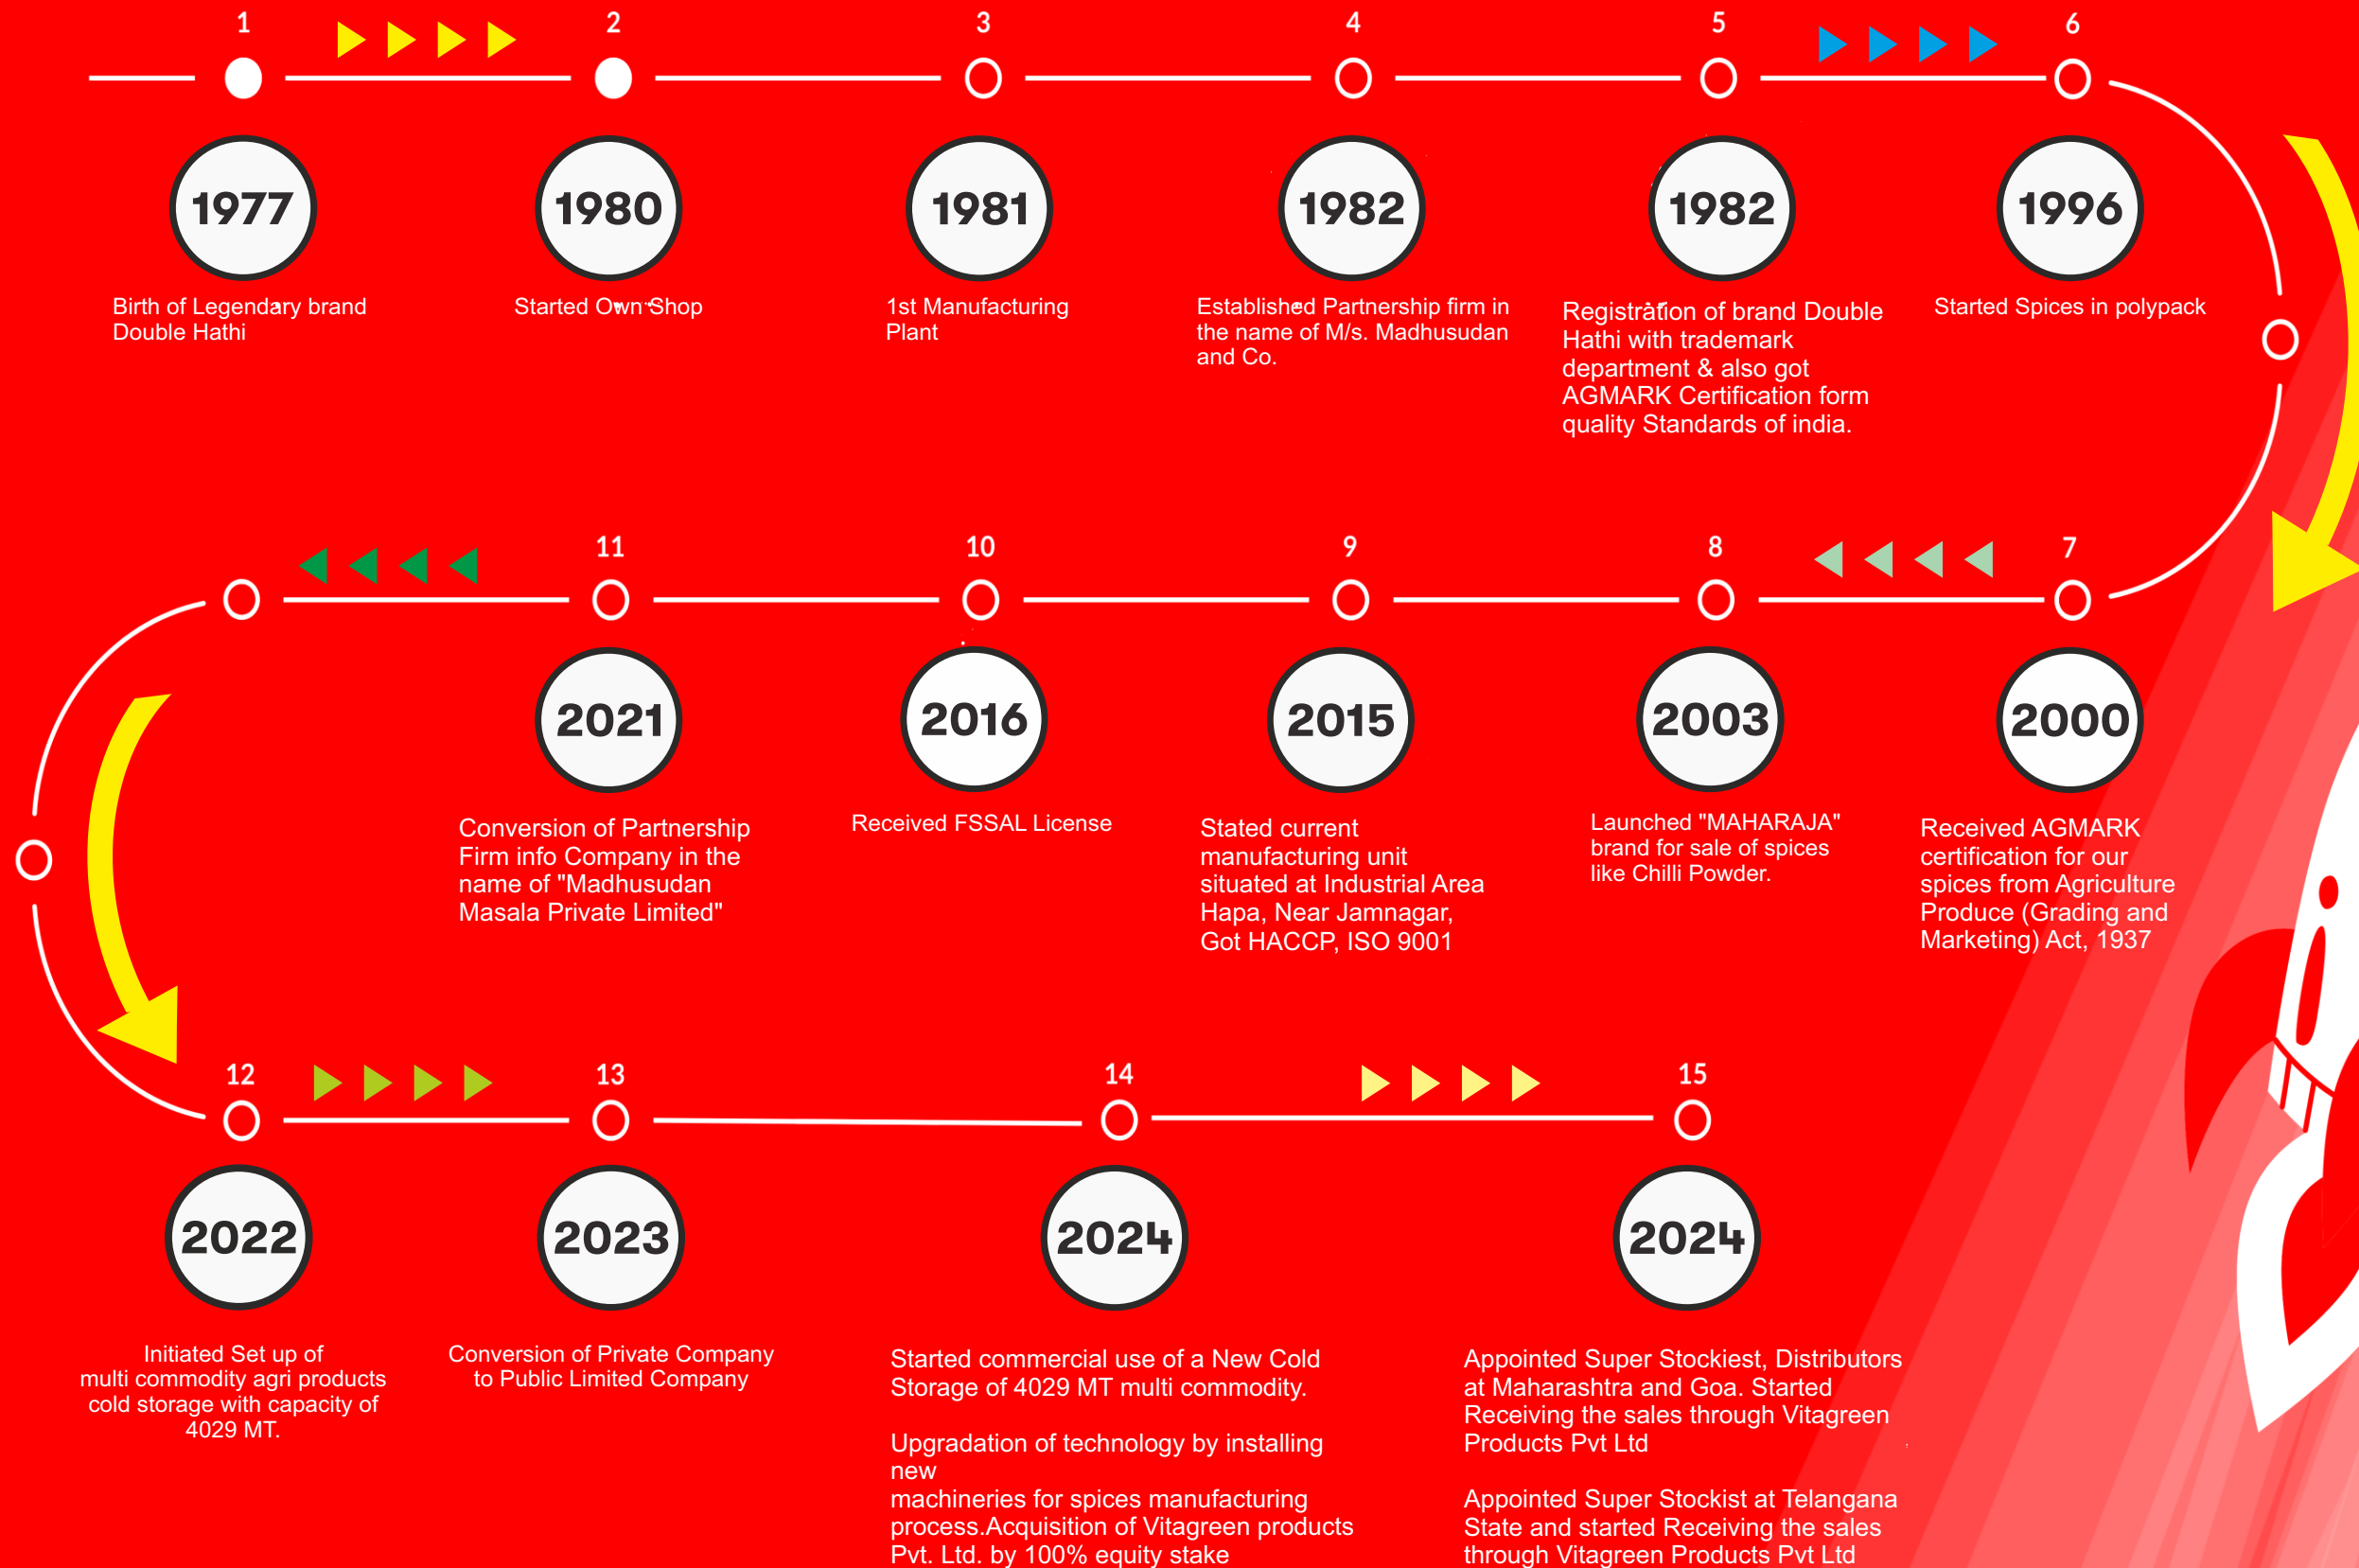 1
2
3
4
5
6
1977
1980
1981
1982
1982
1996
Birth of Legendary brand
Double Hathi
Started Own Shop
1st Manufacturing
Plant
Established Partnership firm in
the name of M/s. Madhusudan
and Co.
Registration of brand Double
Hathi with trademark
department & also got
AGMARK Certification form
quality Standards of india.
Started Spices in polypack
11
10
9
8
7
2021
2016
2015
2003
2000
Conversion of Partnership
Firm info Company in the
name of "Madhusudan
Masala Private Limited"
Received FSSAL License
Stated current
manufacturing unit
situated at Industrial Area
Hapa, Near Jamnagar,
Got HACCP, ISO 9001
Launched "MAHARAJA"
brand for sale of spices
like Chilli Powder.
Received AGMARK
certification for our
spices from Agriculture
Produce (Grading and
Marketing) Act, 1937
12
13
14
15
2022
2023
2024
2024
Initiated Set up of
multi commodity agri products
cold storage with capacity of
4029 MT.
Conversion of Private Company
to Public Limited Company
Started commercial use of a New Cold
Storage of 4029 MT multi commodity.
Upgradation of technology by installing
new
machineries for spices manufacturing
process.Acquisition of Vitagreen products
Pvt. Ltd. by 100% equity stake
Appointed Super Stockiest, Distributors
at Maharashtra and Goa. Started
Receiving the sales through Vitagreen
Products Pvt Ltd
Appointed Super Stockist at Telangana
State and started Receiving the sales
through Vitagreen Products Pvt Ltd